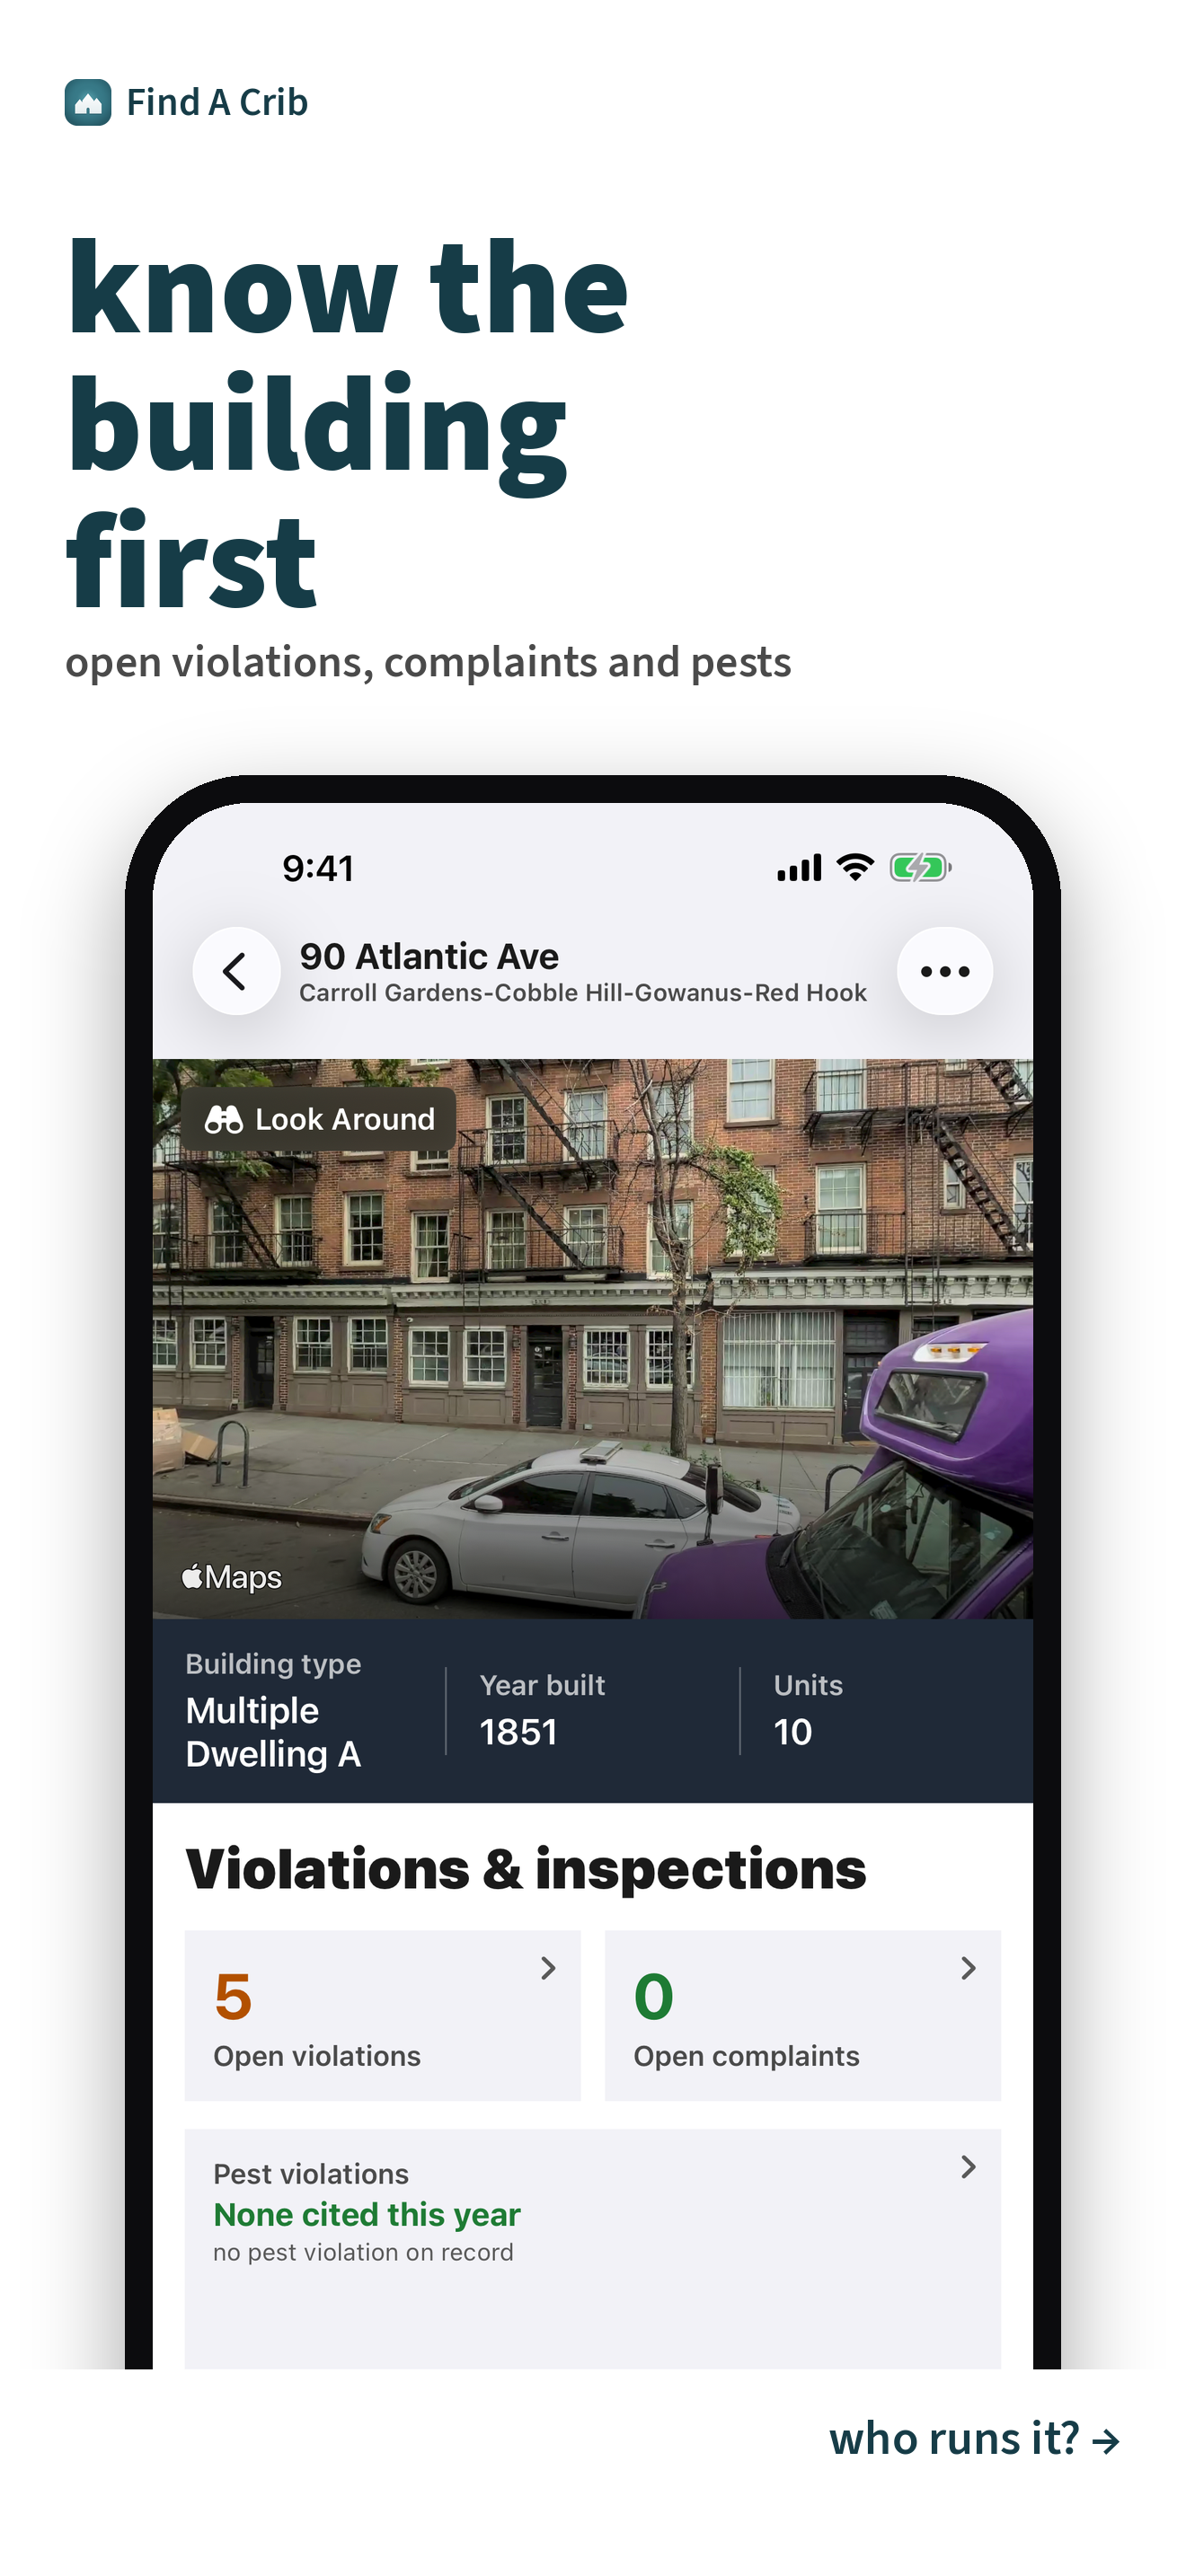 Find A Crib
know the
building
first
open violations, complaints and pests
9:41
90 Atlantic Ave
Carroll Gardens-Cobble Hill-Gowanus-Red Hook
Look Around
Maps
Building type
Multiple
Dwelling A
Year built
1851
Units
10
Violations & inspections
5
Open violations
0
Open complaints
Pest violations
None cited this year
no pest violation on record
who runs it? →